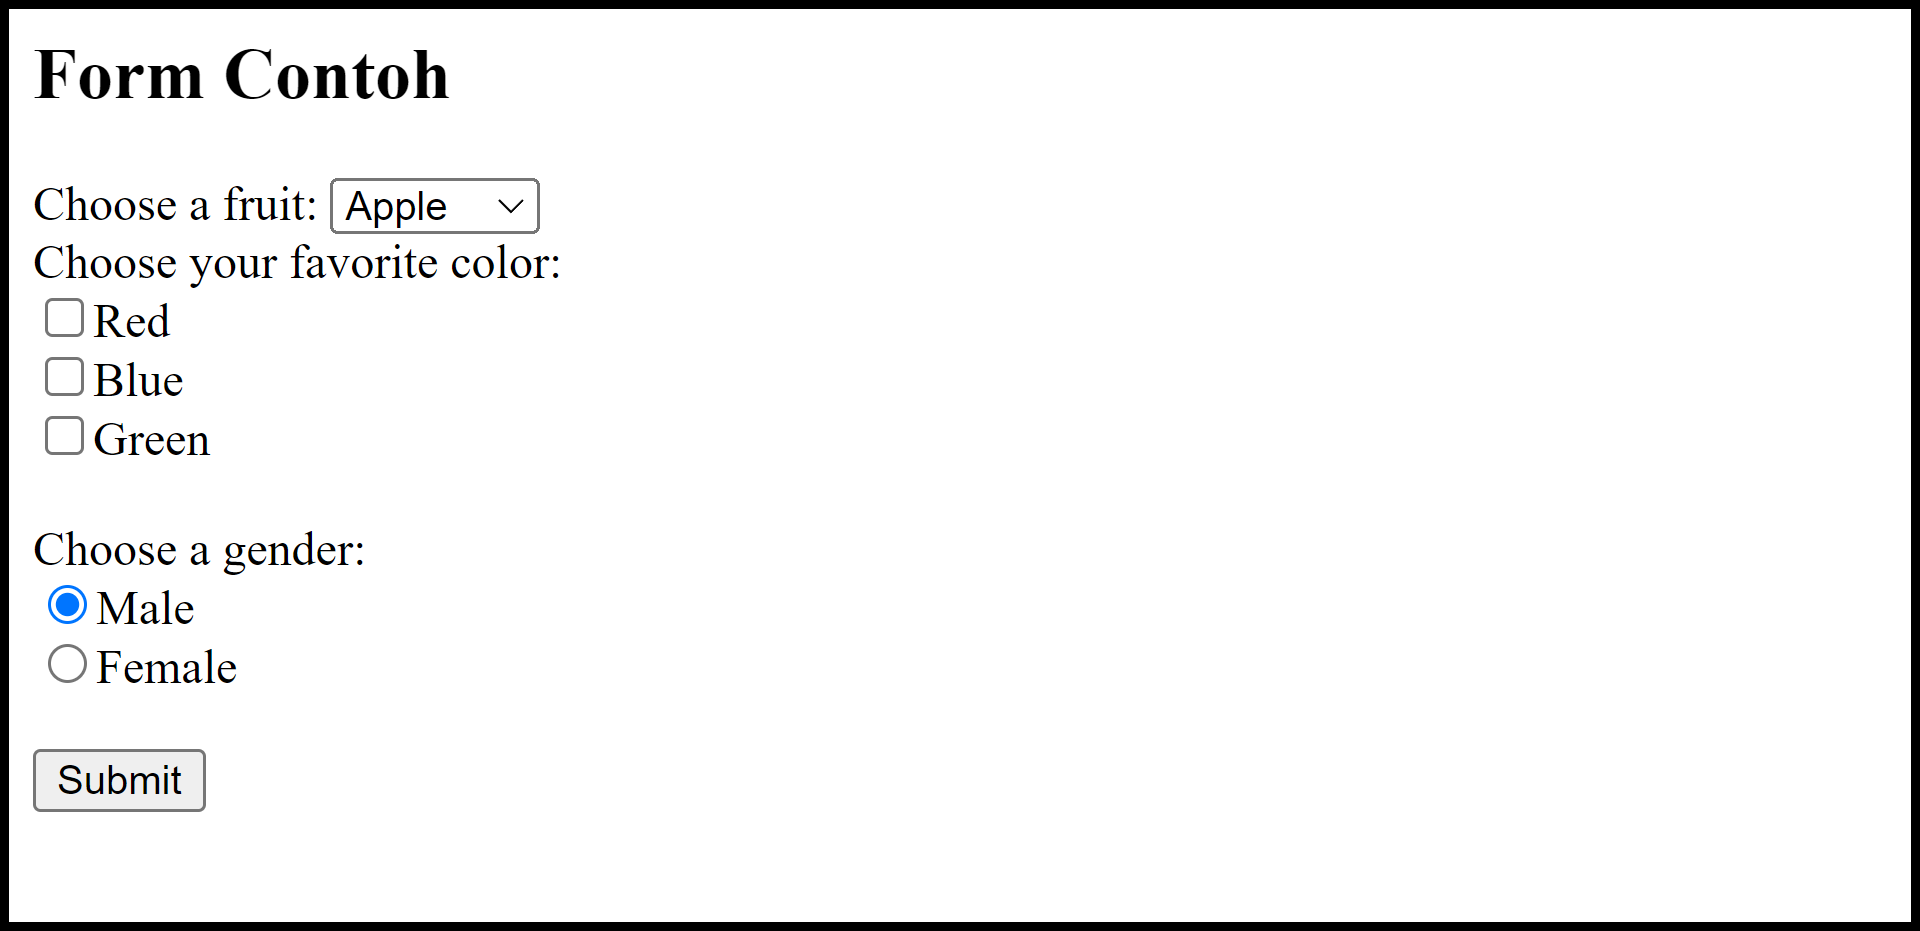 Form Contoh
Choose a fruit: Apple
Choose your favorite color:
Red
Blue
Green
Choose a gender:
Male
Female
Submit